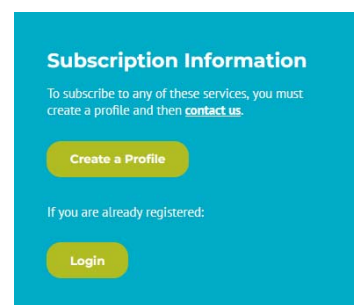 Subscription Information
To subscribe to any of these services, you must
create a profile and then contact us.
Create a Profile
If you are already registered:
Login